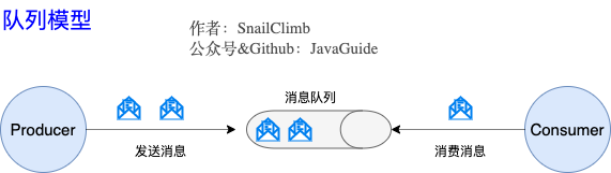 队列模型
作者：SnailClimb
公众号&Github：JavaGuide
消息队列
Producer
Consumer
发送消息
消费消息